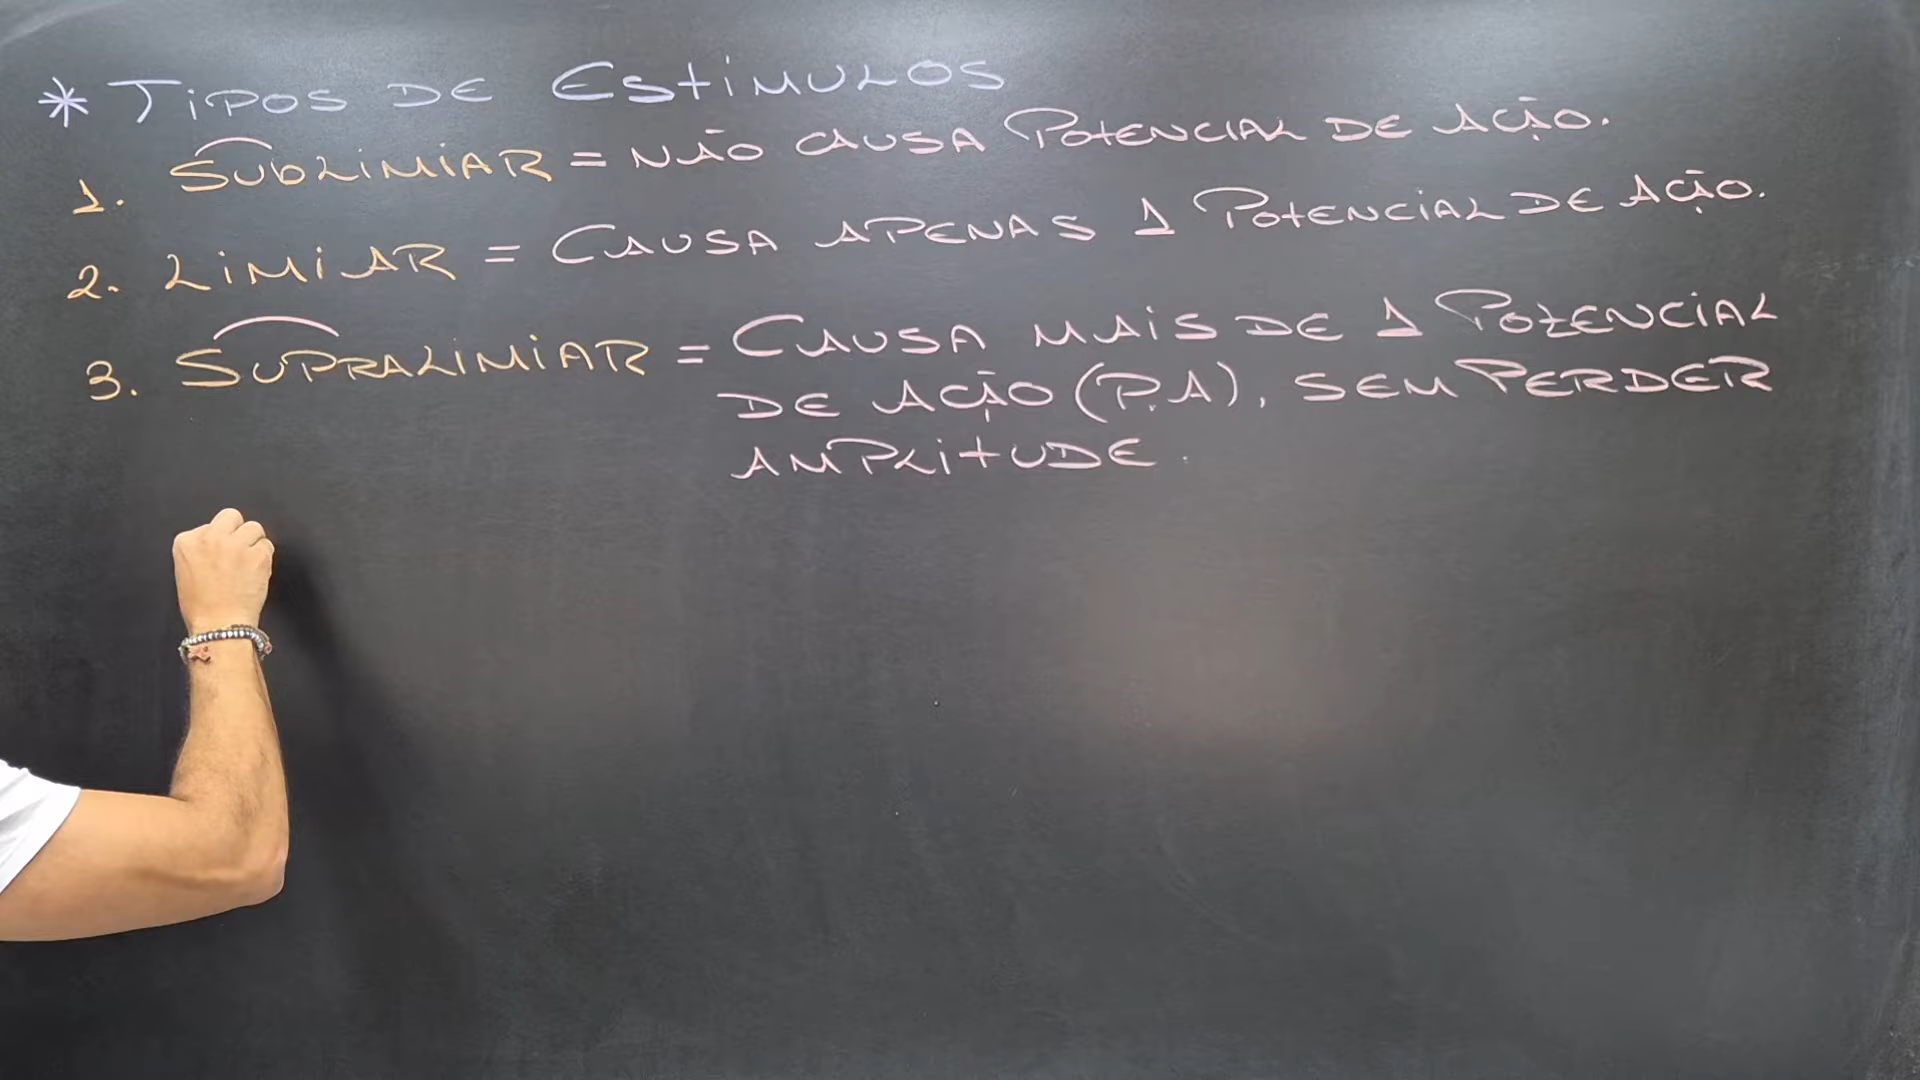 * TIPOS DE ESTÍMULOS
1. SUBLIMIAR = NÃO CAUSA POTENCIAL DE AÇÃO.
2. LIMIAR = CAUSA APENAS 1 POTENCIAL DE AÇÃO.
3. SUPRALIMIAR = CAUSA MAIS DE 1 POTENCIAL
DE AÇÃO (P.A), SEM PERDER
AMPLITUDE.